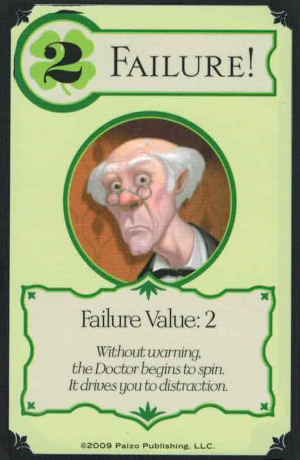 2 FAILURE!
Failure Value: 2
Without warning,
the Doctor begins to spin.
It drives you to distraction.
©2009 Paizo Publishing, LLC.